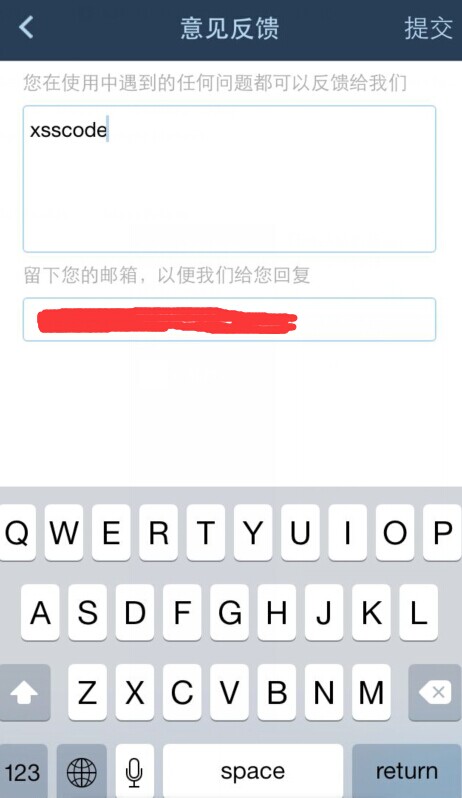 意见反馈 提交
您在使用中遇到的任何问题都可以反馈给我们
xsscode
留下您的邮箱，以便我们给您回复
Q W E R T Y U I O P
A S D F G H J K L
Z X C V B N M
123 space return